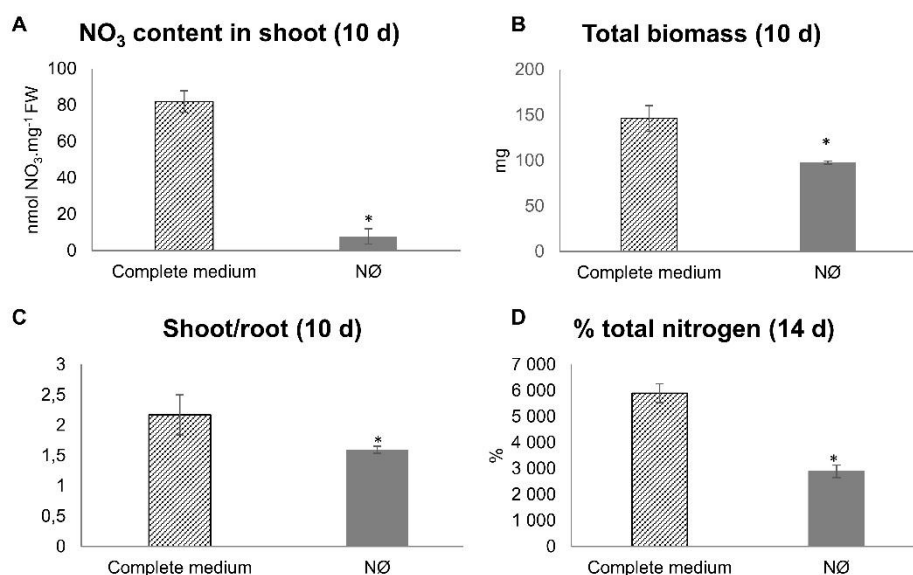 A
NO₃ content in shoot (10 d)
nmol NO₃.mg⁻¹ FW
100
80
60
40
20
0
*
Complete medium
NØ
B
Total biomass (10 d)
mg
200
150
100
50
0
*
Complete medium
NØ
C
Shoot/root (10 d)
3
2,5
2
1,5
1
0,5
0
*
Complete medium
NØ
D
% total nitrogen (14 d)
%
7 000
6 000
5 000
4 000
3 000
2 000
1 000
0
*
Complete medium
NØ